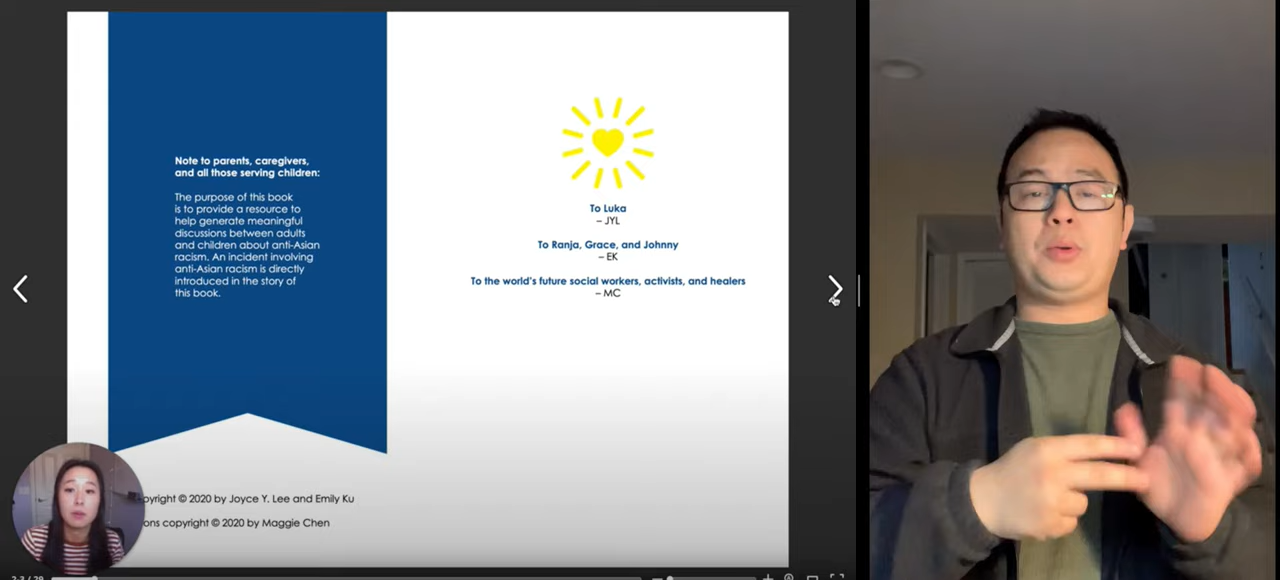 Note to parents, caregivers,
and all those serving children:
The purpose of this book
is to provide a resource to
help generate meaningful
discussions between adults
and children about anti-Asian
racism. An incident involving
anti-Asian racism is directly
introduced in the story of
this book.
To Luka
– JYL
To Ranja, Grace, and Johnny
– EK
To the world's future social workers, activists, and healers
– MC
pyright © 2020 by Joyce Y. Lee and Emily Ku
ons copyright © 2020 by Maggie Chen